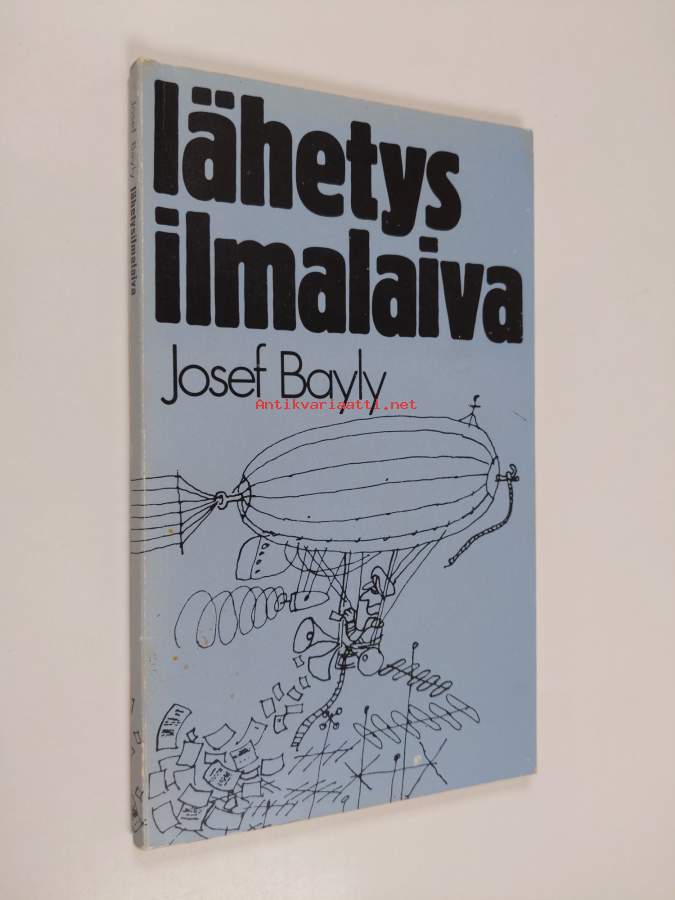 lähetys
ilmalaiva
Josef Bayly
Antikvariaatti.net
Josef Bayly lähetysilmalaiva